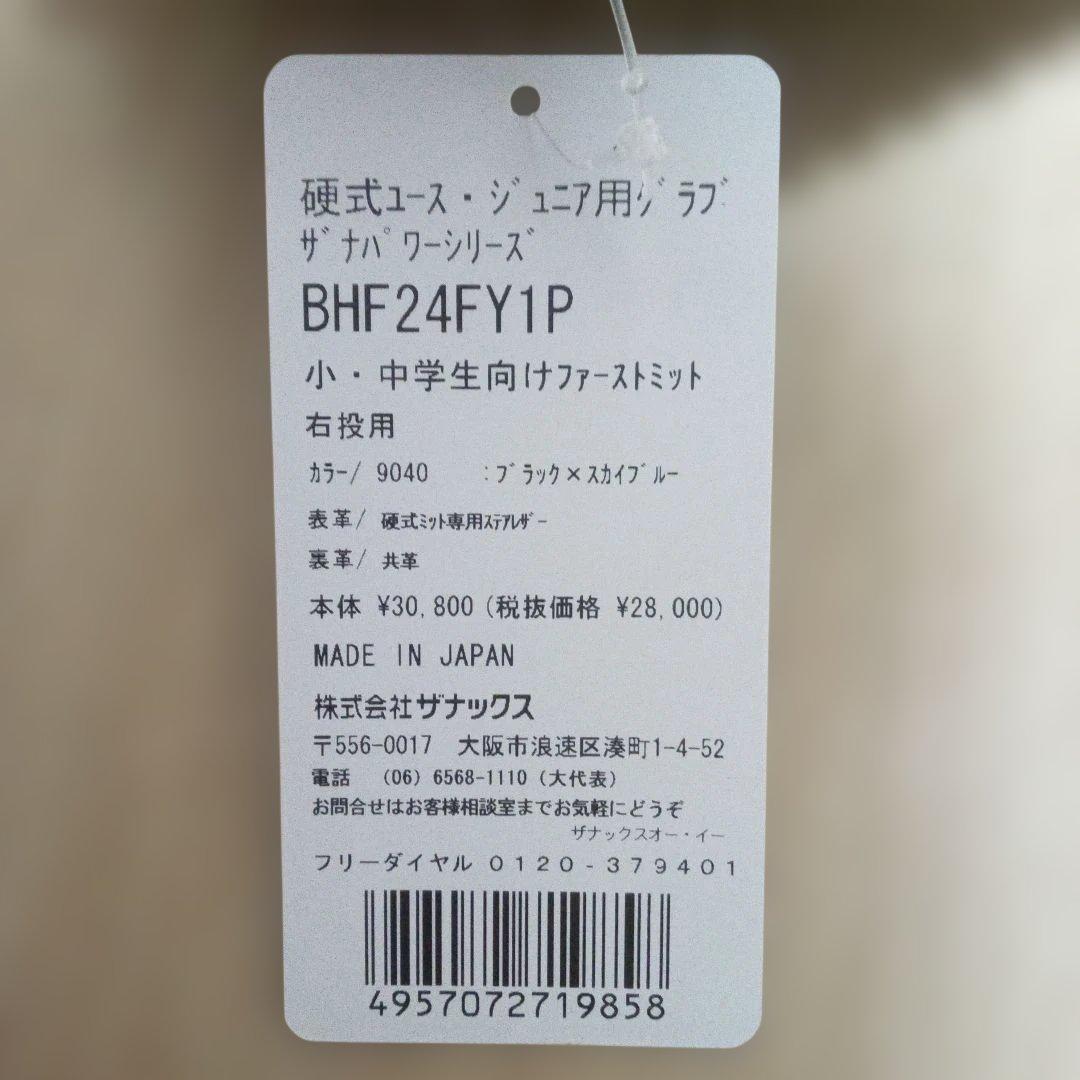 硬式ﾕｰｽ・ｼﾞｭﾆｱ用ｸﾞﾗﾌﾞ
ｻﾞﾅﾊﾟﾜｰｼﾘｰｽﾞ
BHF24FY1P
小・中学生向けﾌｧｰｽﾄﾐｯﾄ
右投用
ｶﾗｰ/ 9040 :ﾌﾞﾗｯｸ×ｽｶｲﾌﾞﾙｰ
表革/ 硬式ﾐｯﾄ専用ｽﾃｱﾚｻﾞｰ
裏革/ 共革
本体 ¥30,800 (税抜価格 ¥28,000)
MADE IN JAPAN
株式会社ザナックス
〒556-0017 大阪市浪速区湊町1-4-52
電話 (06) 6568-1110 (大代表)
お問合せはお客様相談室までお気軽にどうぞ
ザナックスオー・イー
フリーダイヤル 0120-379401
4957072719858